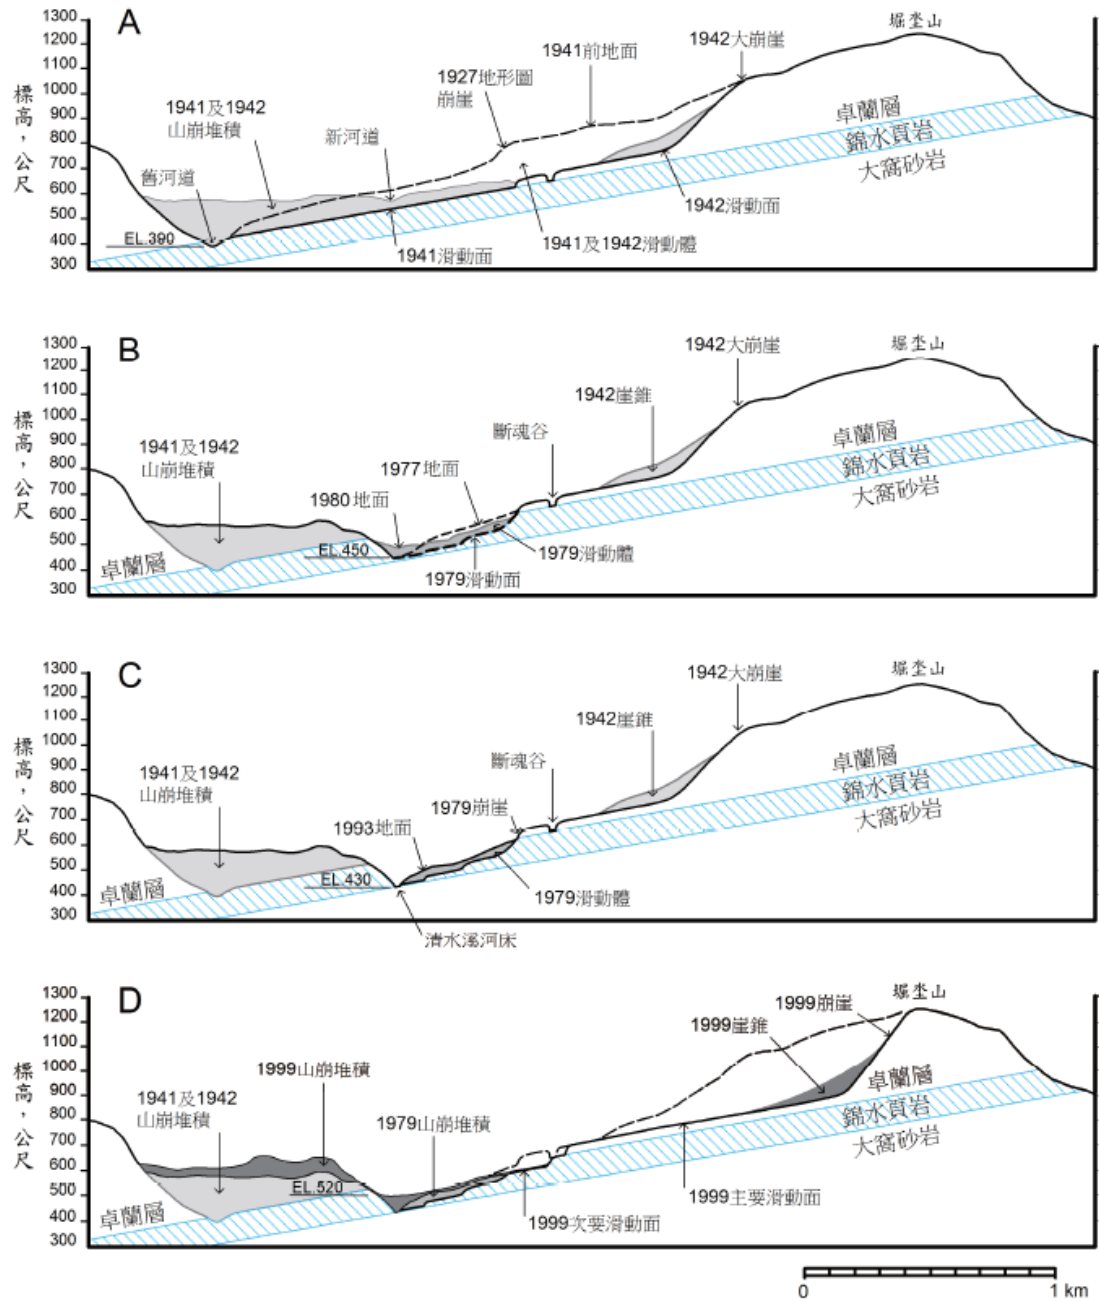 A
堀坔山
1942大崩崖
1941前地面
1927地形圖
崩崖
1941及1942
山崩堆積
新河道
舊河道
EL.390
1941滑動面
1941及1942滑動體
1942滑動面
卓蘭層
錦水頁岩
大窩砂岩
標高，公尺
1300
1200
1100
1000
900
800
700
600
500
400
300
B
堀坔山
1942大崩崖
1942崖錐
斷魂谷
1941及1942
山崩堆積
1977地面
1980地面
EL.450
1979滑動體
1979滑動面
卓蘭層
卓蘭層
錦水頁岩
大窩砂岩
標高，公尺
1300
1200
1100
1000
900
800
700
600
500
400
300
C
堀坔山
1942大崩崖
1942崖錐
斷魂谷
1941及1942
山崩堆積
1979崩崖
1993地面
EL.430
1979滑動體
清水溪河床
卓蘭層
卓蘭層
錦水頁岩
大窩砂岩
標高，公尺
1300
1200
1100
1000
900
800
700
600
500
400
300
D
堀坔山
1999崩崖
1999崖錐
1999山崩堆積
1941及1942
山崩堆積
1979山崩堆積
EL.520
1999主要滑動面
1999次要滑動面
卓蘭層
卓蘭層
錦水頁岩
大窩砂岩
標高，公尺
1300
1200
1100
1000
900
800
700
600
500
400
300
0
1 km